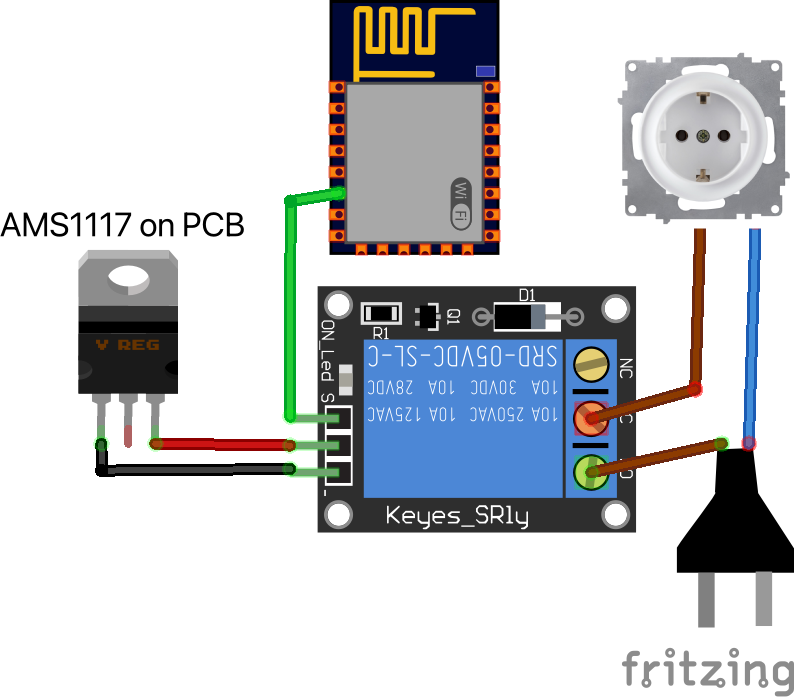 Wi
Fi
AMS1117 on PCB
V REG
D1
Q1
R1
ON_Led
S
SRD-05VDC-SL-C
10A 30VDC 10A 28VDC
10A 250VAC 10A 125VAC
NC
C
-
Keyes_SRly
fritzing